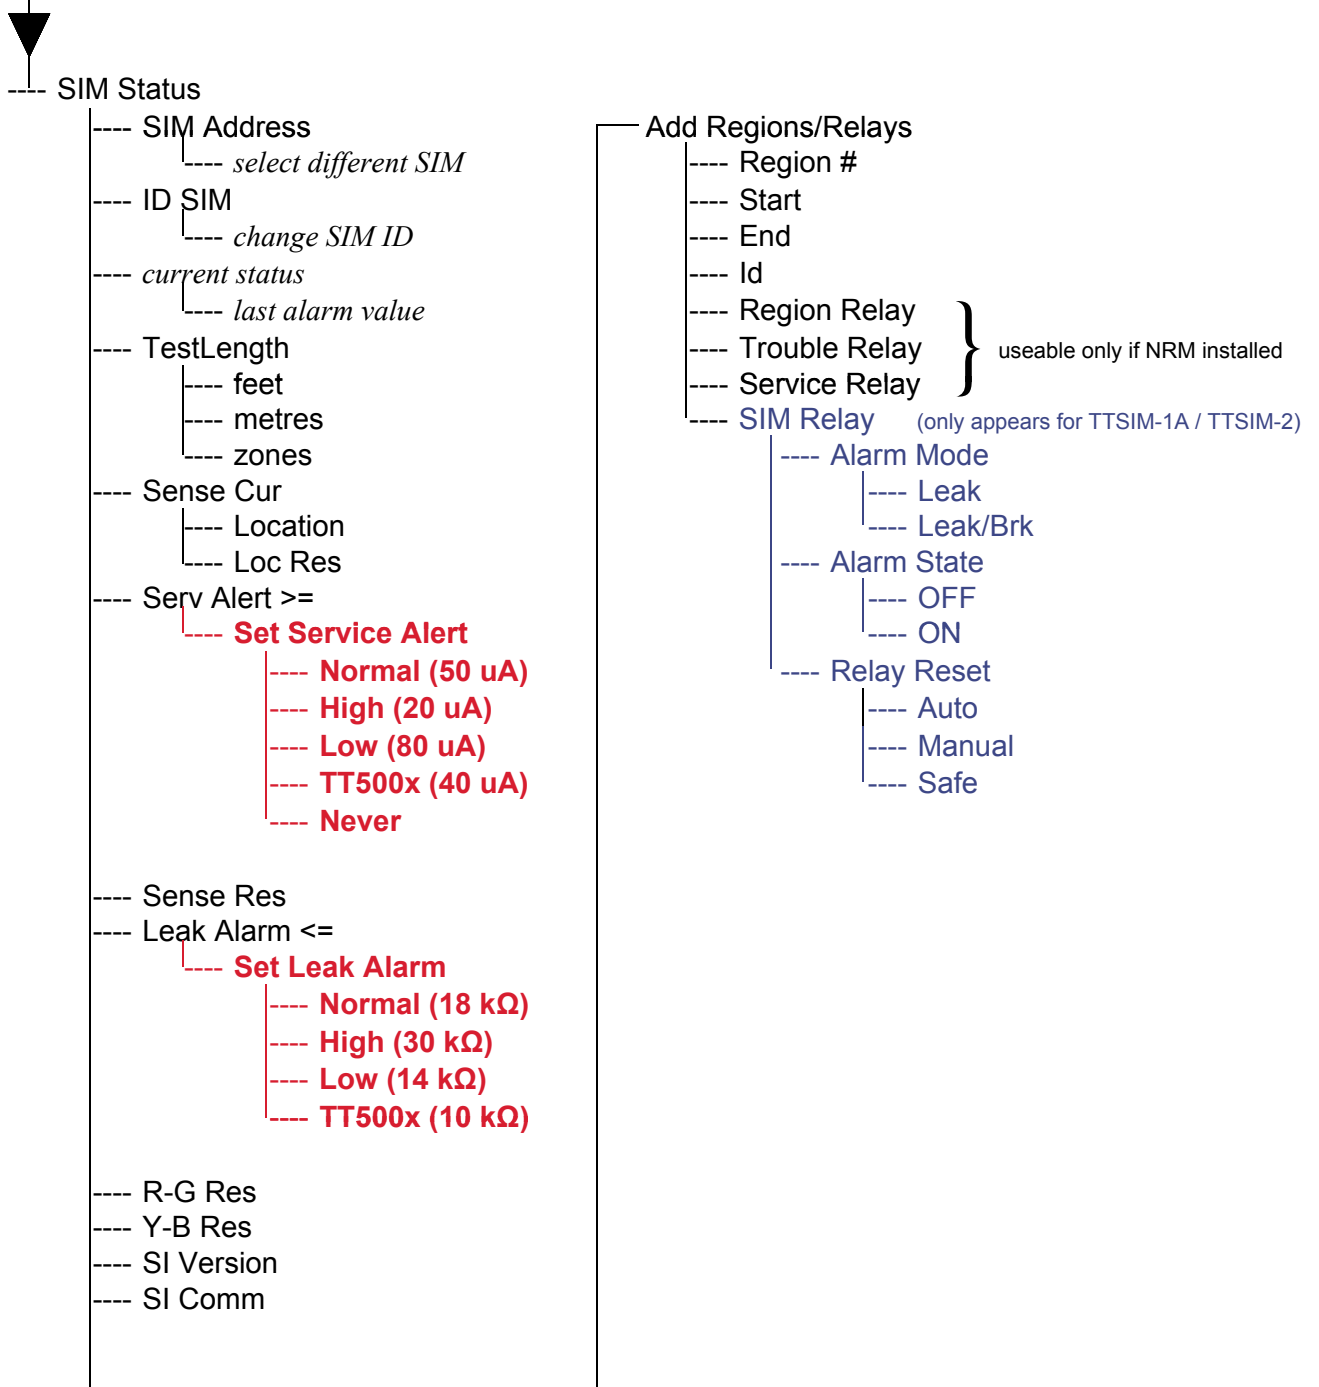 ---- SIM Status
---- SIM Address
---- select different SIM
---- ID SIM
---- change SIM ID
---- current status
---- last alarm value
---- TestLength
---- feet
---- metres
---- zones
---- Sense Cur
---- Location
---- Loc Res
---- Serv Alert >=
---- Set Service Alert
---- Normal (50 uA)
---- High (20 uA)
---- Low (80 uA)
---- TT500x (40 uA)
---- Never
---- Sense Res
---- Leak Alarm <=
---- Set Leak Alarm
---- Normal (18 kΩ)
---- High (30 kΩ)
---- Low (14 kΩ)
---- TT500x (10 kΩ)
---- R-G Res
---- Y-B Res
---- SI Version
---- SI Comm
Add Regions/Relays
---- Region #
---- Start
---- End
---- Id
---- Region Relay
---- Trouble Relay } useable only if NRM installed
---- Service Relay
---- SIM Relay (only appears for TTSIM-1A / TTSIM-2)
---- Alarm Mode
---- Leak
---- Leak/Brk
---- Alarm State
---- OFF
---- ON
---- Relay Reset
---- Auto
---- Manual
---- Safe